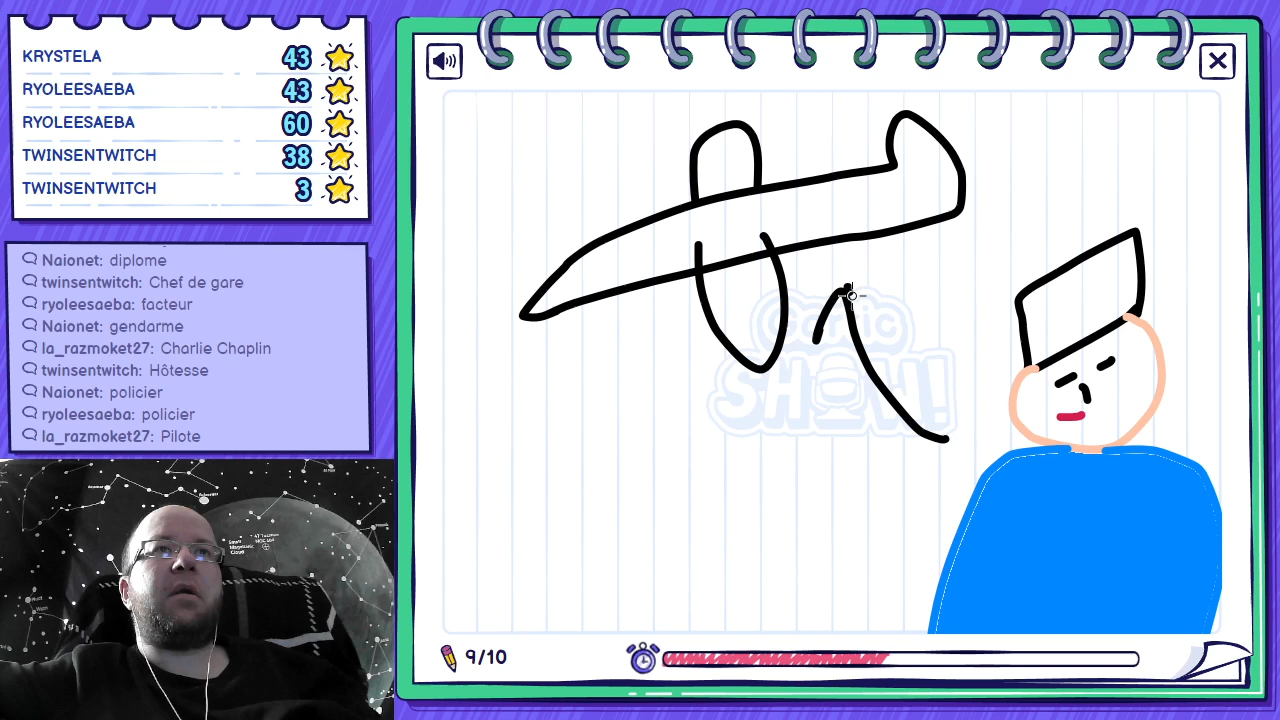 KRYSTELA 43
RYOLEESAEBA 43
RYOLEESAEBA 60
TWINSENTWITCH 38
TWINSENTWITCH 3
Naionet: diplome
twinsentwitch: Chef de gare
ryoleesaeba: facteur
Naionet: gendarme
la_razmoket27: Charlie Chaplin
twinsentwitch: Hôtesse
Naionet: policier
ryoleesaeba: policier
la_razmoket27: Pilote
SHOW!
9/10